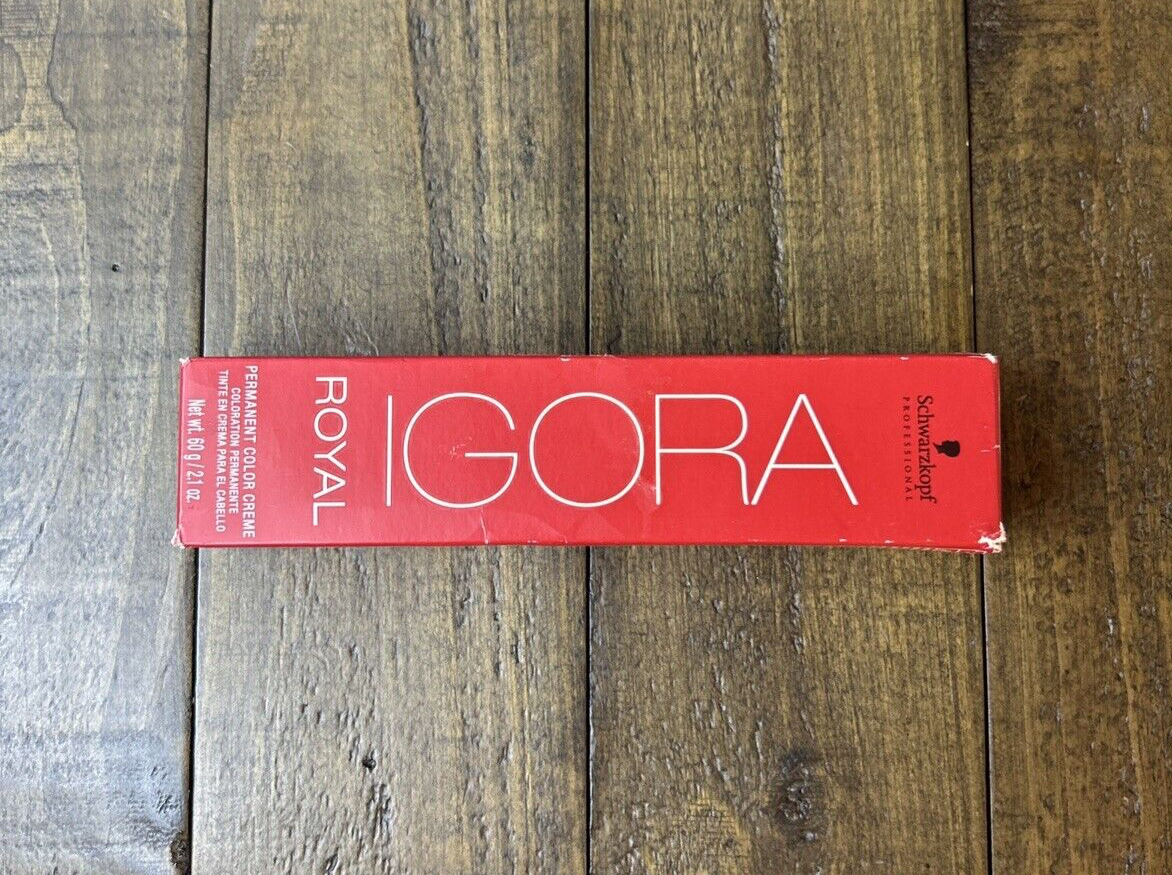 IGORA
ROYAL
PERMANENT COLOR CREME
COLORATION PERMANENTE
TINTE EN CREMA PARA EL CABELLO
Net wt. 60 g / 2.1 oz.
Schwarzkopf
PROFESSIONAL